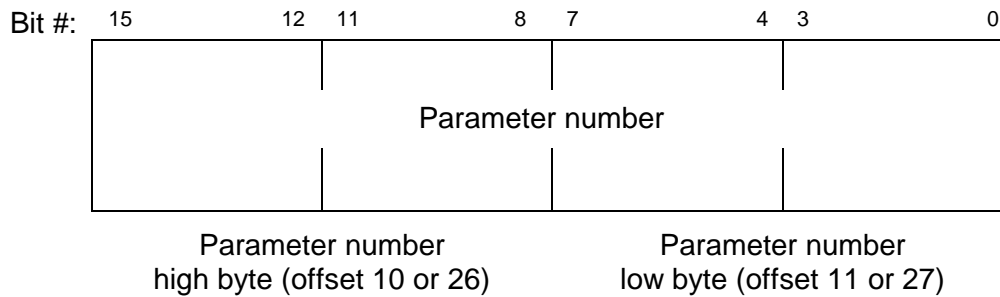 Bit #: 15 12 11 8 7 4 3 0
Parameter number
Parameter number Parameter number
high byte (offset 10 or 26) low byte (offset 11 or 27)